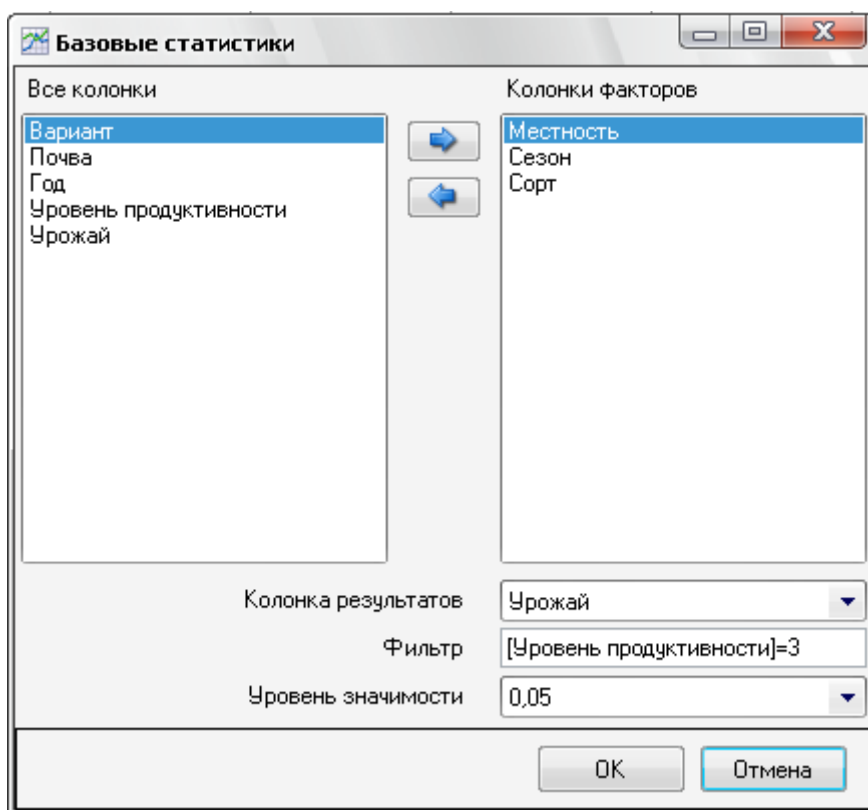 Базовые статистики
Все колонки
Колонки факторов
Вариант
Почва
Год
Уровень продуктивности
Урожай
Местность
Сезон
Сорт
Колонка результатов
Урожай
Фильтр
[Уровень продуктивности]=3
Уровень значимости
0,05
OK
Отмена